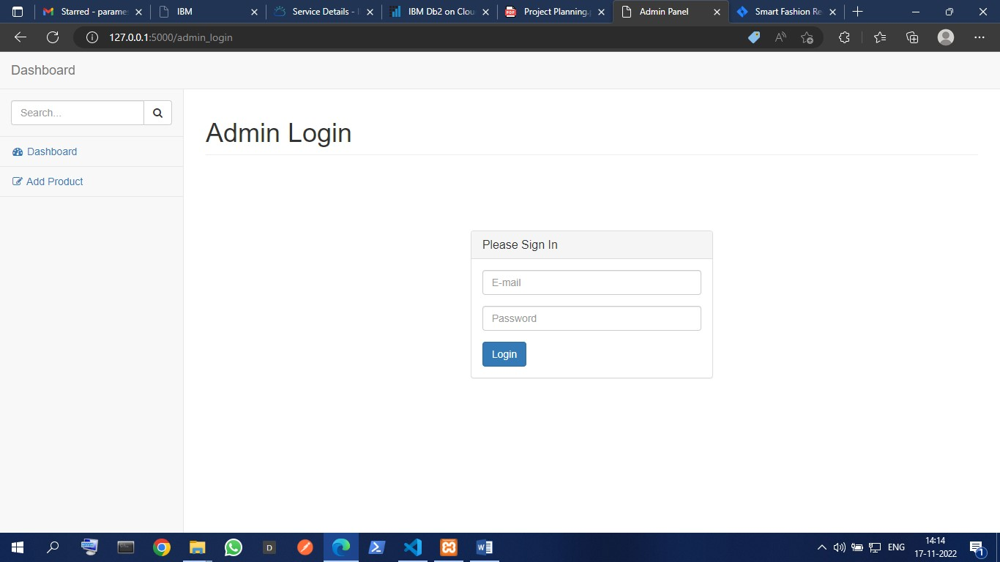 Starred - parame
IBM
Service Details - I
IBM Db2 on Clou
Project Planning.p
Admin Panel
Smart Fashion Re
127.0.0.1:5000/admin_login
Dashboard
Search...
Dashboard
Add Product
Admin Login
Please Sign In
E-mail
Password
Login
ENG
14:14
17-11-2022
1